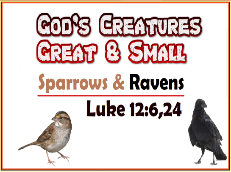 God's Creatures
Great & Small
Sparrows & Ravens
Luke 12:6,24